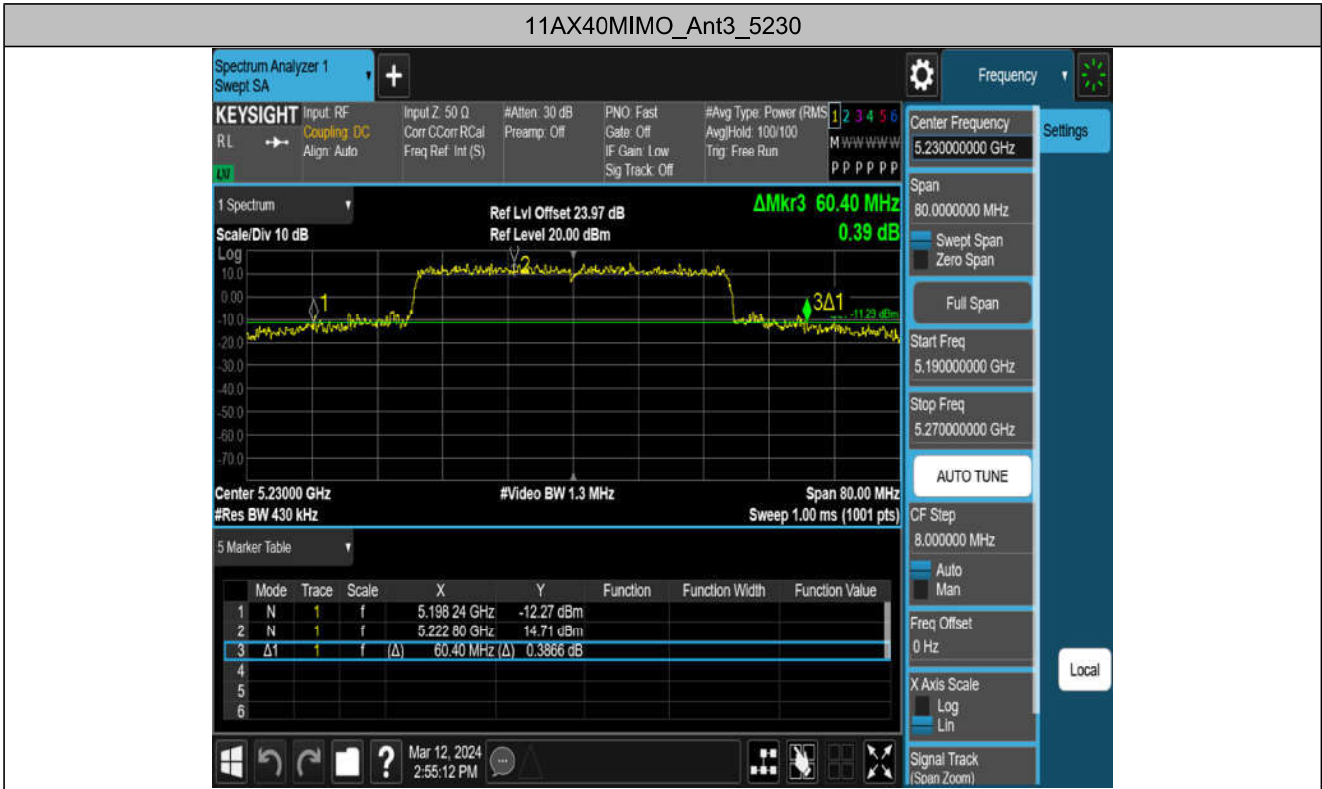 11AX40MIMO_Ant3_5230
Spectrum Analyzer 1
Swept SA
+
Frequency
KEYSIGHT
RL
LXI
Input: RF
Coupling: DC
Align: Auto
Input Z: 50 Ω
Corr CCorr RCal
Freq Ref: Int (S)
#Atten: 30 dB
Preamp: Off
PNO: Fast
Gate: Off
IF Gain: Low
Sig Track: Off
#Avg Type: Power (RMS
Avg|Hold: 100/100
Trig: Free Run
1 2 3 4 5 6
M W W W W W
P P P P P P
1 Spectrum
Scale/Div 10 dB
Ref Lvl Offset 23.97 dB
Ref Level 20.00 dBm
ΔMkr3 60.40 MHz
0.39 dB
Log
10.0
0.00
-10.0
-20.0
-30.0
-40.0
-50.0
-60.0
-70.0
1
2
3Δ1
-11.29 dBm
Center 5.23000 GHz
#Res BW 430 kHz
#Video BW 1.3 MHz
Span 80.00 MHz
Sweep 1.00 ms (1001 pts)
5 Marker Table
Mode Trace Scale X Y Function Function Width Function Value
1 N 1 f 5.198 24 GHz -12.27 dBm
2 N 1 f 5.222 80 GHz 14.71 dBm
3 Δ1 1 f (Δ) 60.40 MHz (Δ) 0.3866 dB
4
5
6
Mar 12, 2024
2:55:12 PM
Center Frequency
5.230000000 GHz
Settings
Span
80.0000000 MHz
Swept Span
Zero Span
Full Span
Start Freq
5.190000000 GHz
Stop Freq
5.270000000 GHz
AUTO TUNE
CF Step
8.000000 MHz
Auto
Man
Freq Offset
0 Hz
X Axis Scale
Log
Lin
Local
Signal Track
(Span Zoom)